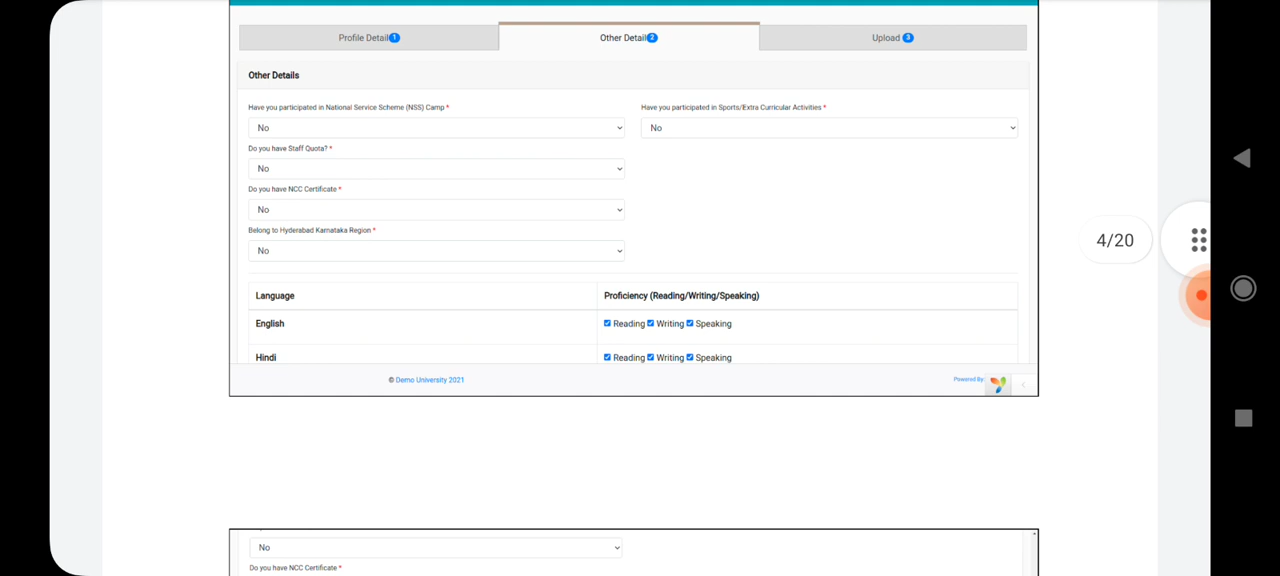 Profile Detail 1
Other Detail 2
Upload 3
Other Details
Have you participated in National Service Scheme (NSS) Camp *
Have you participated in Sports/Extra Curricular Activities *
No
No
Do you have Staff Quota? *
No
Do you have NCC Certificate *
No
Belong to Hyderabad Karnataka Region *
No
Language
Proficiency (Reading/Writing/Speaking)
English
Reading Writing Speaking
Hindi
Reading Writing Speaking
© Demo University 2021
Powered By:
4/20
No
Do you have NCC Certificate *